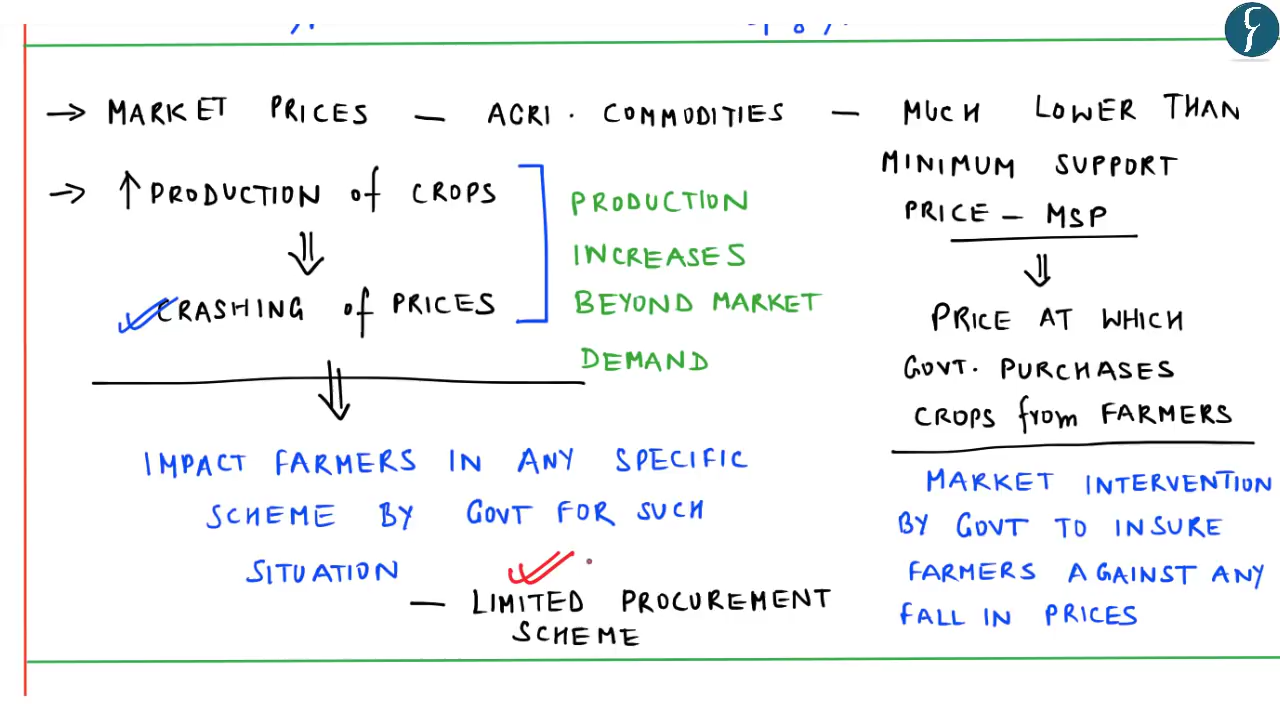 → MARKET PRICES — AGRI. COMMODITIES — MUCH LOWER THAN
MINIMUM SUPPORT
PRICE – MSP
⇓
PRICE AT WHICH
GOVT. PURCHASES
CROPS from FARMERS
MARKET INTERVENTION
BY GOVT TO INSURE
FARMERS AGAINST ANY
FALL IN PRICES
→ ↑ PRODUCTION of CROPS
⇓
CRASHING of PRICES
PRODUCTION
INCREASES
BEYOND MARKET
DEMAND
⇓
IMPACT FARMERS IN ANY SPECIFIC
SCHEME BY GOVT FOR SUCH
SITUATION
— LIMITED PROCUREMENT
SCHEME